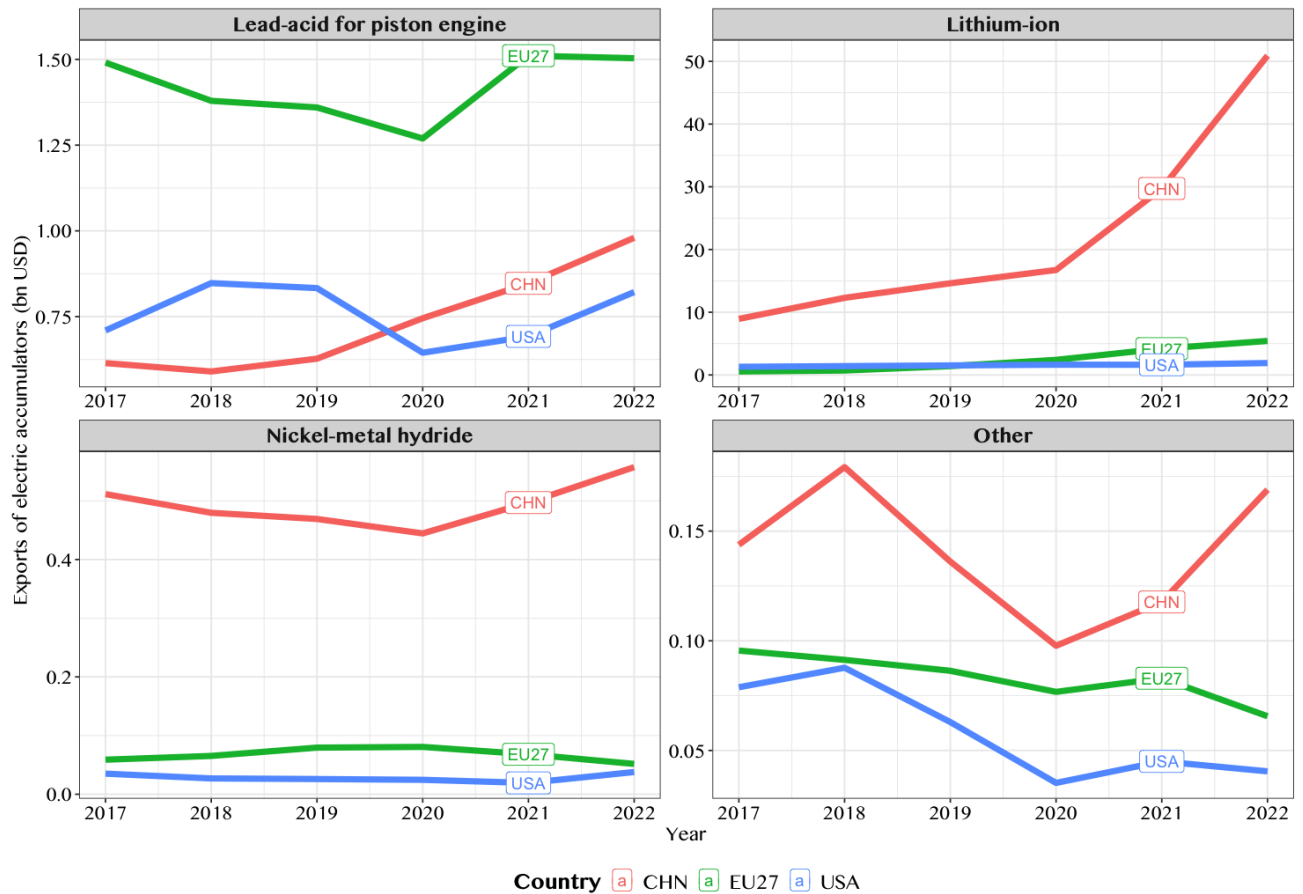 Exports of electric accumulators (bn USD)
Lead-acid for piston engine
1.50
1.25
1.00
0.75
EU27
CHN
USA
2017 2018 2019 2020 2021 2022
Lithium-ion
50
40
30
20
10
0
CHN
EU27
USA
2017 2018 2019 2020 2021 2022
Nickel-metal hydride
0.4
0.2
0.0
CHN
EU27
USA
2017 2018 2019 2020 2021 2022
Other
0.15
0.10
0.05
CHN
EU27
USA
2017 2018 2019 2020 2021 2022
Year
Country a CHN a EU27 a USA